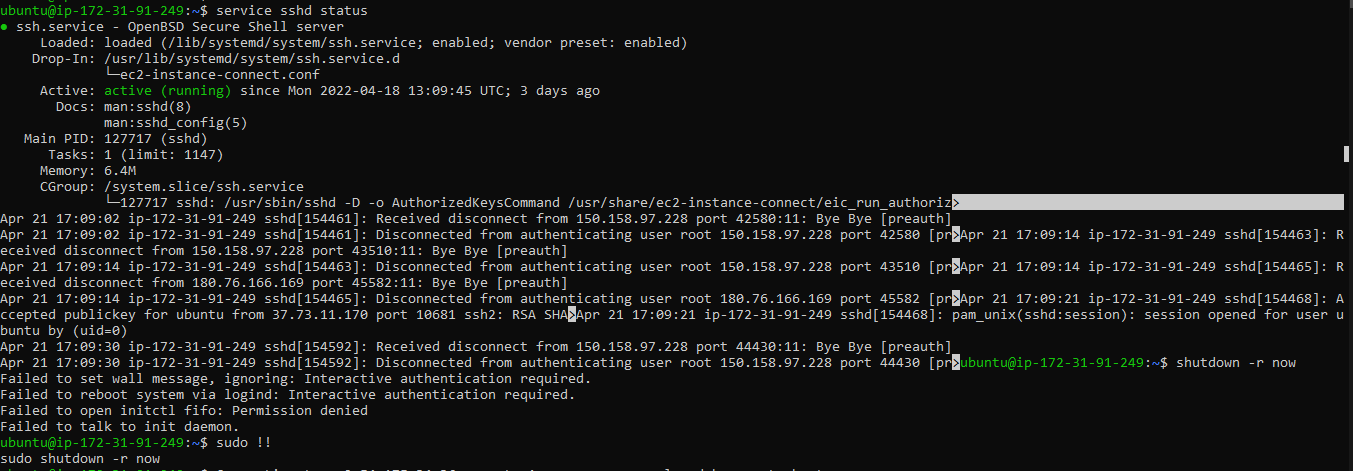 ubuntu@ip-172-31-91-249:~$ service sshd status
● ssh.service - OpenBSD Secure Shell server
     Loaded: loaded (/lib/systemd/system/ssh.service; enabled; vendor preset: enabled)
    Drop-In: /usr/lib/systemd/system/ssh.service.d
             └─ec2-instance-connect.conf
     Active: active (running) since Mon 2022-04-18 13:09:45 UTC; 3 days ago
       Docs: man:sshd(8)
             man:sshd_config(5)
   Main PID: 127717 (sshd)
      Tasks: 1 (limit: 1147)
     Memory: 6.4M
     CGroup: /system.slice/ssh.service
             └─127717 sshd: /usr/sbin/sshd -D -o AuthorizedKeysCommand /usr/share/ec2-instance-connect/eic_run_authoriz>
Apr 21 17:09:02 ip-172-31-91-249 sshd[154461]: Received disconnect from 150.158.97.228 port 42580:11: Bye Bye [preauth]
Apr 21 17:09:02 ip-172-31-91-249 sshd[154461]: Disconnected from authenticating user root 150.158.97.228 port 42580 [pr>Apr 21 17:09:14 ip-172-31-91-249 sshd[154463]: R
eceived disconnect from 150.158.97.228 port 43510:11: Bye Bye [preauth]
Apr 21 17:09:14 ip-172-31-91-249 sshd[154463]: Disconnected from authenticating user root 150.158.97.228 port 43510 [pr>Apr 21 17:09:14 ip-172-31-91-249 sshd[154465]: R
eceived disconnect from 180.76.166.169 port 45582:11: Bye Bye [preauth]
Apr 21 17:09:14 ip-172-31-91-249 sshd[154465]: Disconnected from authenticating user root 180.76.166.169 port 45582 [pr>Apr 21 17:09:21 ip-172-31-91-249 sshd[154468]: A
ccepted publickey for ubuntu from 37.73.11.170 port 10681 ssh2: RSA SHA>Apr 21 17:09:21 ip-172-31-91-249 sshd[154468]: pam_unix(sshd:session): session opened for user u
buntu by (uid=0)
Apr 21 17:09:30 ip-172-31-91-249 sshd[154592]: Received disconnect from 150.158.97.228 port 44430:11: Bye Bye [preauth]
Apr 21 17:09:30 ip-172-31-91-249 sshd[154592]: Disconnected from authenticating user root 150.158.97.228 port 44430 [pr>ubuntu@ip-172-31-91-249:~$ shutdown -r now
Failed to set wall message, ignoring: Interactive authentication required.
Failed to reboot system via logind: Interactive authentication required.
Failed to open initctl fifo: Permission denied
Failed to talk to init daemon.
ubuntu@ip-172-31-91-249:~$ sudo !!
sudo shutdown -r now